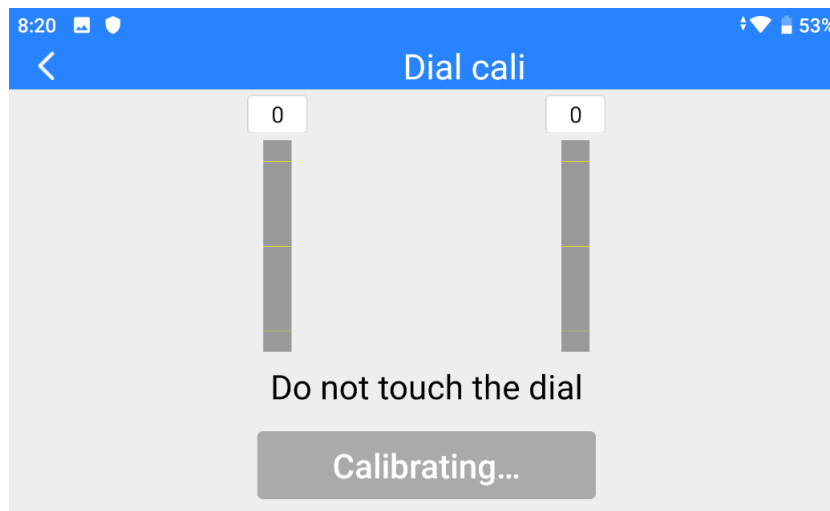 8:20 53%
Dial cali
0 0
Do not touch the dial
Calibrating...